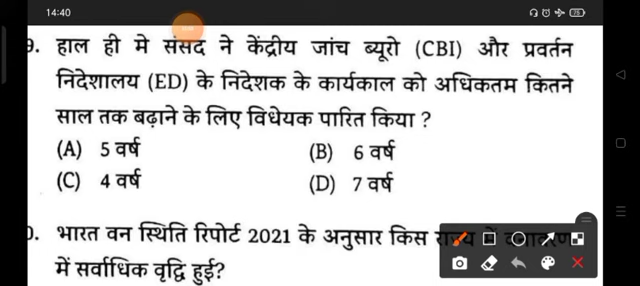 14:40
75
9. हाल ही मे संसद ने केंद्रीय जांच ब्यूरो (CBI) और प्रवर्तन
निदेशालय (ED) के निदेशक के कार्यकाल को अधिकतम कितने
साल तक बढ़ाने के लिए विधेयक पारित किया ?
(A) 5 वर्ष (B) 6 वर्ष
(C) 4 वर्ष (D) 7 वर्ष
0. भारत वन स्थिति रिपोर्ट 2021 के अनुसार किस राज्य में
में सर्वाधिक वृद्धि हुई?